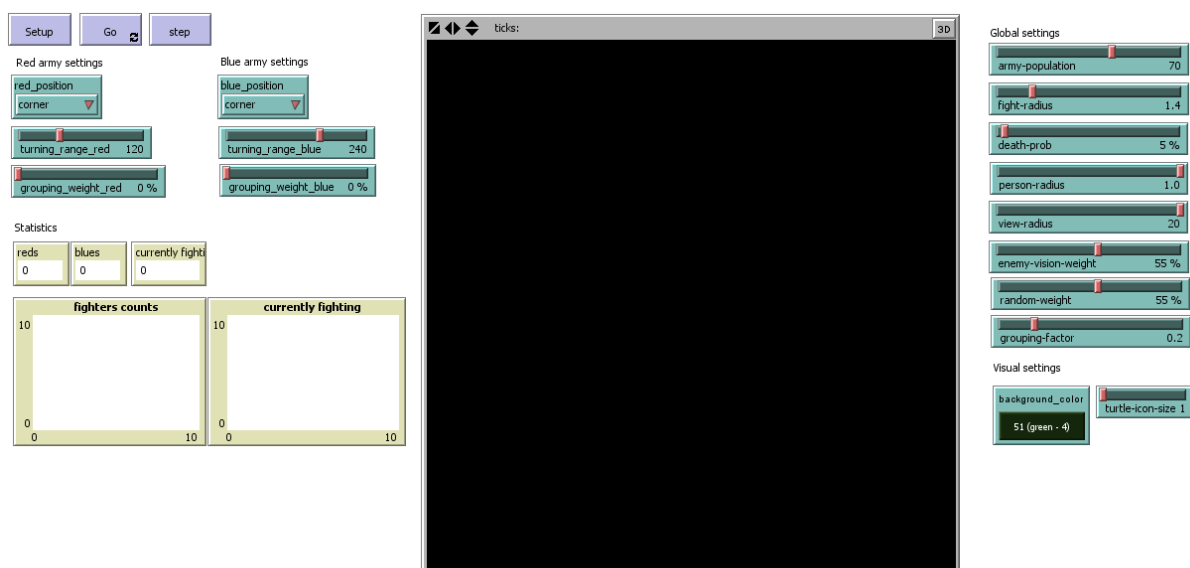 Setup
Go
step
Red army settings
red_position
corner
turning_range_red 120
grouping_weight_red 0 %
Blue army settings
blue_position
corner
turning_range_blue 240
grouping_weight_blue 0 %
Statistics
reds
0
blues
0
currently fighti
0
fighters counts
10
0
0 10
currently fighting
10
0
0 10
ticks:
3D
Global settings
army-population 70
fight-radius 1.4
death-prob 5 %
person-radius 1.0
view-radius 20
enemy-vision-weight 55 %
random-weight 55 %
grouping-factor 0.2
Visual settings
background_color
51 (green - 4)
turtle-icon-size 1